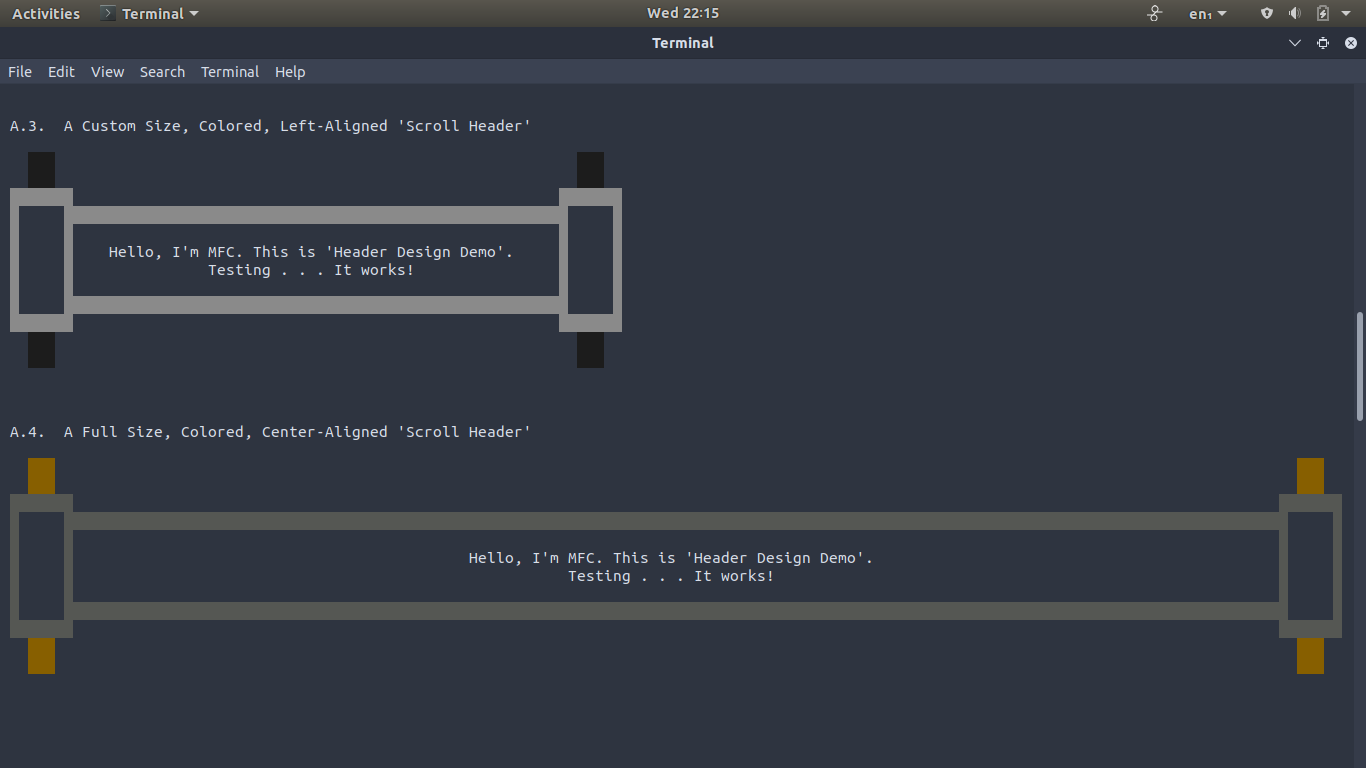 Activities Terminal Wed 22:15 en₁
Terminal
File Edit View Search Terminal Help
A.3.  A Custom Size, Colored, Left-Aligned 'Scroll Header'
Hello, I'm MFC. This is 'Header Design Demo'.
Testing . . . It works!
A.4.  A Full Size, Colored, Center-Aligned 'Scroll Header'
Hello, I'm MFC. This is 'Header Design Demo'.
Testing . . . It works!